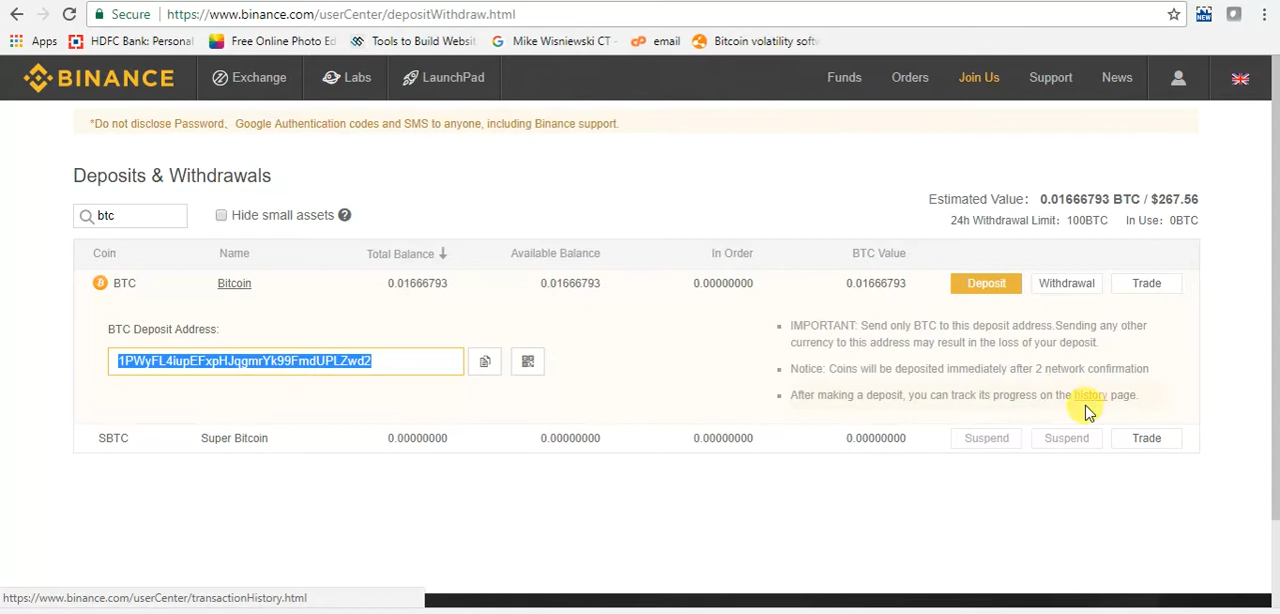 Secure https://www.binance.com/userCenter/depositWithdraw.html
Apps HDFC Bank: Personal Free Online Photo Ed Tools to Build Websit Mike Wisniewski CT - email Bitcoin volatility softw
BINANCE Exchange Labs LaunchPad Funds Orders Join Us Support News
*Do not disclose Password、Google Authentication codes and SMS to anyone, including Binance support.
Deposits & Withdrawals
Estimated Value： 0.01666793 BTC / $267.56
btc Hide small assets ?
24h Withdrawal Limit： 100BTC In Use： 0BTC
Coin Name Total Balance Available Balance In Order BTC Value
BTC Bitcoin 0.01666793 0.01666793 0.00000000 0.01666793 Deposit Withdrawal Trade
BTC Deposit Address:
1PWyFL4iupEFxpHJqgmrYk99FmdUPLZwd2
IMPORTANT: Send only BTC to this deposit address.Sending any other
currency to this address may result in the loss of your deposit.
Notice: Coins will be deposited immediately after 2 network confirmation
After making a deposit, you can track its progress on the history page.
SBTC Super Bitcoin 0.00000000 0.00000000 0.00000000 0.00000000 Suspend Suspend Trade
https://www.binance.com/userCenter/transactionHistory.html